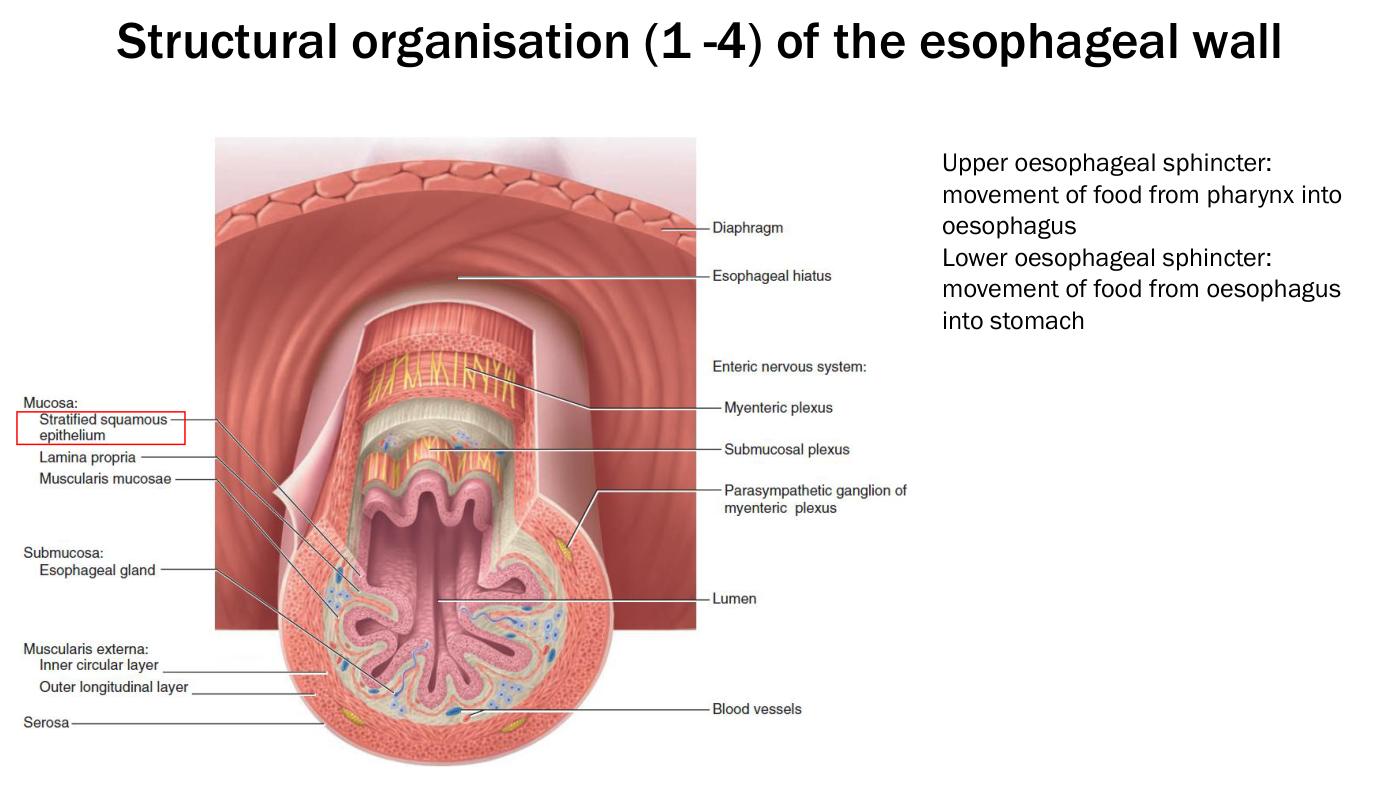 Structural organisation (1 -4) of the esophageal wall
Upper oesophageal sphincter:
movement of food from pharynx into
oesophagus
Lower oesophageal sphincter:
movement of food from oesophagus
into stomach
Diaphragm
Esophageal hiatus
Enteric nervous system:
Myenteric plexus
Submucosal plexus
Parasympathetic ganglion of
myenteric plexus
Lumen
Blood vessels
Mucosa:
Stratified squamous
epithelium
Lamina propria
Muscularis mucosae
Submucosa:
Esophageal gland
Muscularis externa:
Inner circular layer
Outer longitudinal layer
Serosa